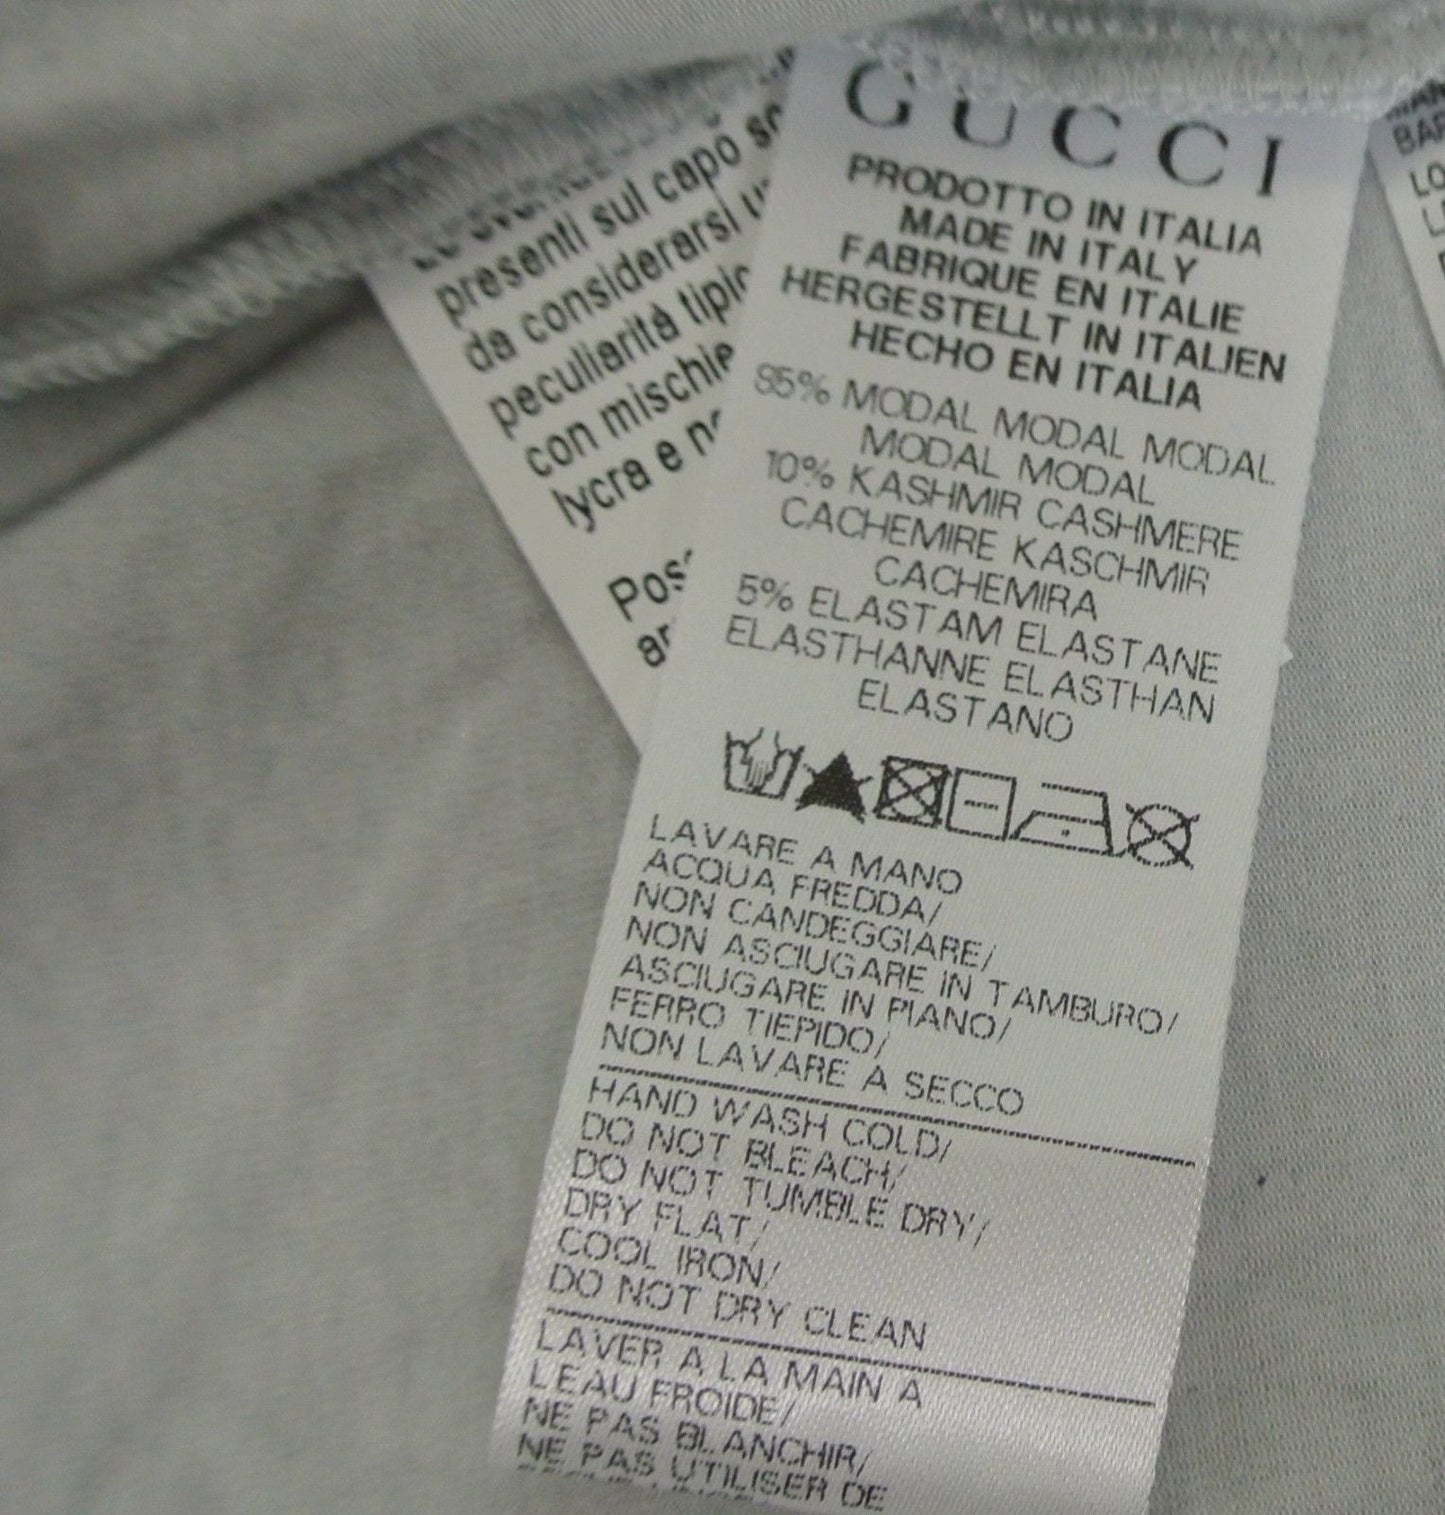 GUCCI
PRODOTTO IN ITALIA
MADE IN ITALY
FABRIQUE EN ITALIE
HERGESTELLT IN ITALIEN
HECHO EN ITALIA
85% MODAL MODAL MODAL
MODAL MODAL
10% KASHMIR CASHMERE
CACHEMIRE KASCHMIR
CACHEMIRA
5% ELASTAM ELASTANE
ELASTHANNE ELASTHAN
ELASTANO
LAVARE A MANO
ACQUA FREDDA/
NON CANDEGGIARE/
NON ASCIUGARE IN TAMBURO/
ASCIUGARE IN PIANO/
FERRO TIEPIDO/
NON LAVARE A SECCO
HAND WASH COLD/
DO NOT BLEACH/
DO NOT TUMBLE DRY/
DRY FLAT/
COOL IRON/
DO NOT DRY CLEAN
LAVER A LA MAIN A
L'EAU FROIDE/
NE PAS BLANCHIR/
NE PAS UTILISER DE
presenti sul capo
da considerarsi
peculiarità
con
lycra e